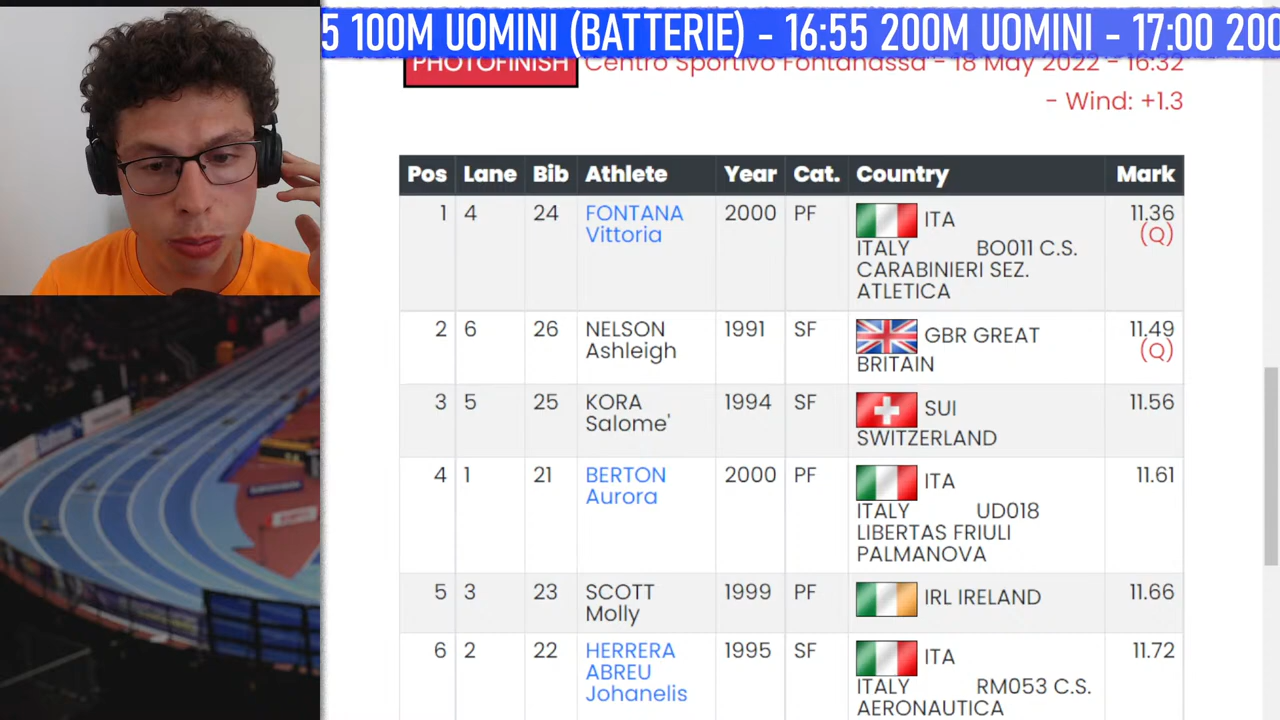 5 100M UOMINI (BATTERIE) - 16:55 200M UOMINI - 17:00 200
PHOTOFINISH Centro Sportivo Fontanassa - 18 May 2022 - 16:32
- Wind: +1.3
Pos Lane Bib Athlete Year Cat. Country Mark
1 4 24 FONTANA 2000 PF ITA 11.36
Vittoria (Q)
ITALY BO011 C.S.
CARABINIERI SEZ.
ATLETICA
2 6 26 NELSON 1991 SF GBR GREAT 11.49
Ashleigh (Q)
BRITAIN
3 5 25 KORA 1994 SF SUI 11.56
Salome'
SWITZERLAND
4 1 21 BERTON 2000 PF ITA 11.61
Aurora
ITALY UD018
LIBERTAS FRIULI
PALMANOVA
5 3 23 SCOTT 1999 PF IRL IRELAND 11.66
Molly
6 2 22 HERRERA 1995 SF ITA 11.72
ABREU
Johanelis ITALY RM053 C.S.
AERONAUTICA